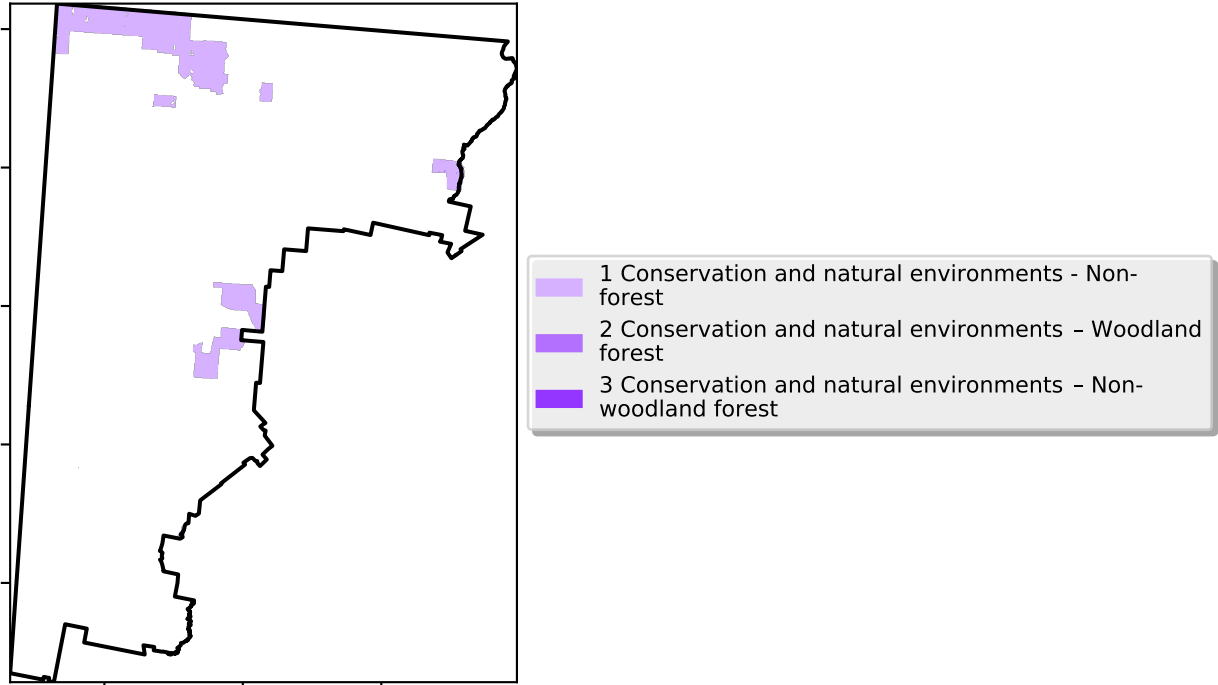 1 Conservation and natural environments - Non-
forest
2 Conservation and natural environments – Woodland
forest
3 Conservation and natural environments – Non-
woodland forest